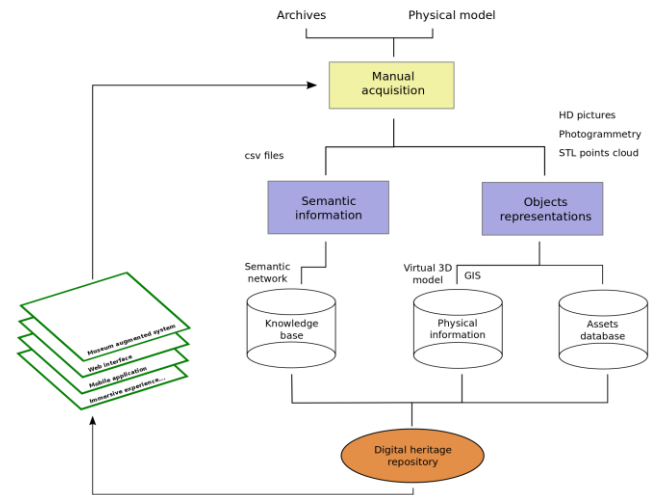 Archives
Physical model
Manual
acquisition
HD pictures
Photogrammetry
STL points cloud
csv files
Semantic
information
Objects
representations
Semantic
network
Virtual 3D
model
GIS
Knowledge
base
Physical
information
Assets
database
Museum augmented system
Web interface
Mobile application
Immersive experience...
Digital heritage
repository